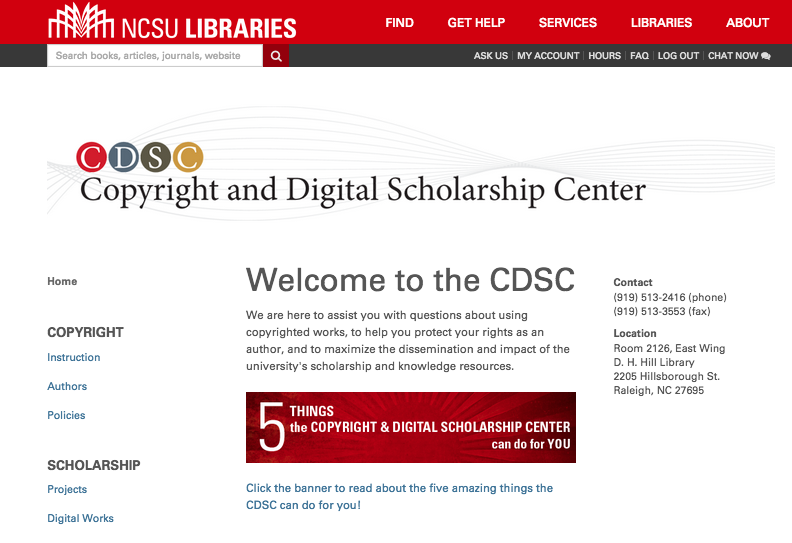 NCSU LIBRARIES
FIND GET HELP SERVICES LIBRARIES ABOUT
Search books, articles, journals, website
ASK US MY ACCOUNT HOURS FAQ LOG OUT CHAT NOW
CDSC
Copyright and Digital Scholarship Center
Home
COPYRIGHT
Instruction
Authors
Policies
SCHOLARSHIP
Projects
Digital Works
Welcome to the CDSC
We are here to assist you with questions about using
copyrighted works, to help you protect your rights as an
author, and to maximize the dissemination and impact of the
university's scholarship and knowledge resources.
5 THINGS
the COPYRIGHT & DIGITAL SCHOLARSHIP CENTER
can do for YOU
Click the banner to read about the five amazing things the
CDSC can do for you!
Contact
(919) 513-2416 (phone)
(919) 513-3553 (fax)
Location
Room 2126, East Wing
D. H. Hill Library
2205 Hillsborough St.
Raleigh, NC 27695